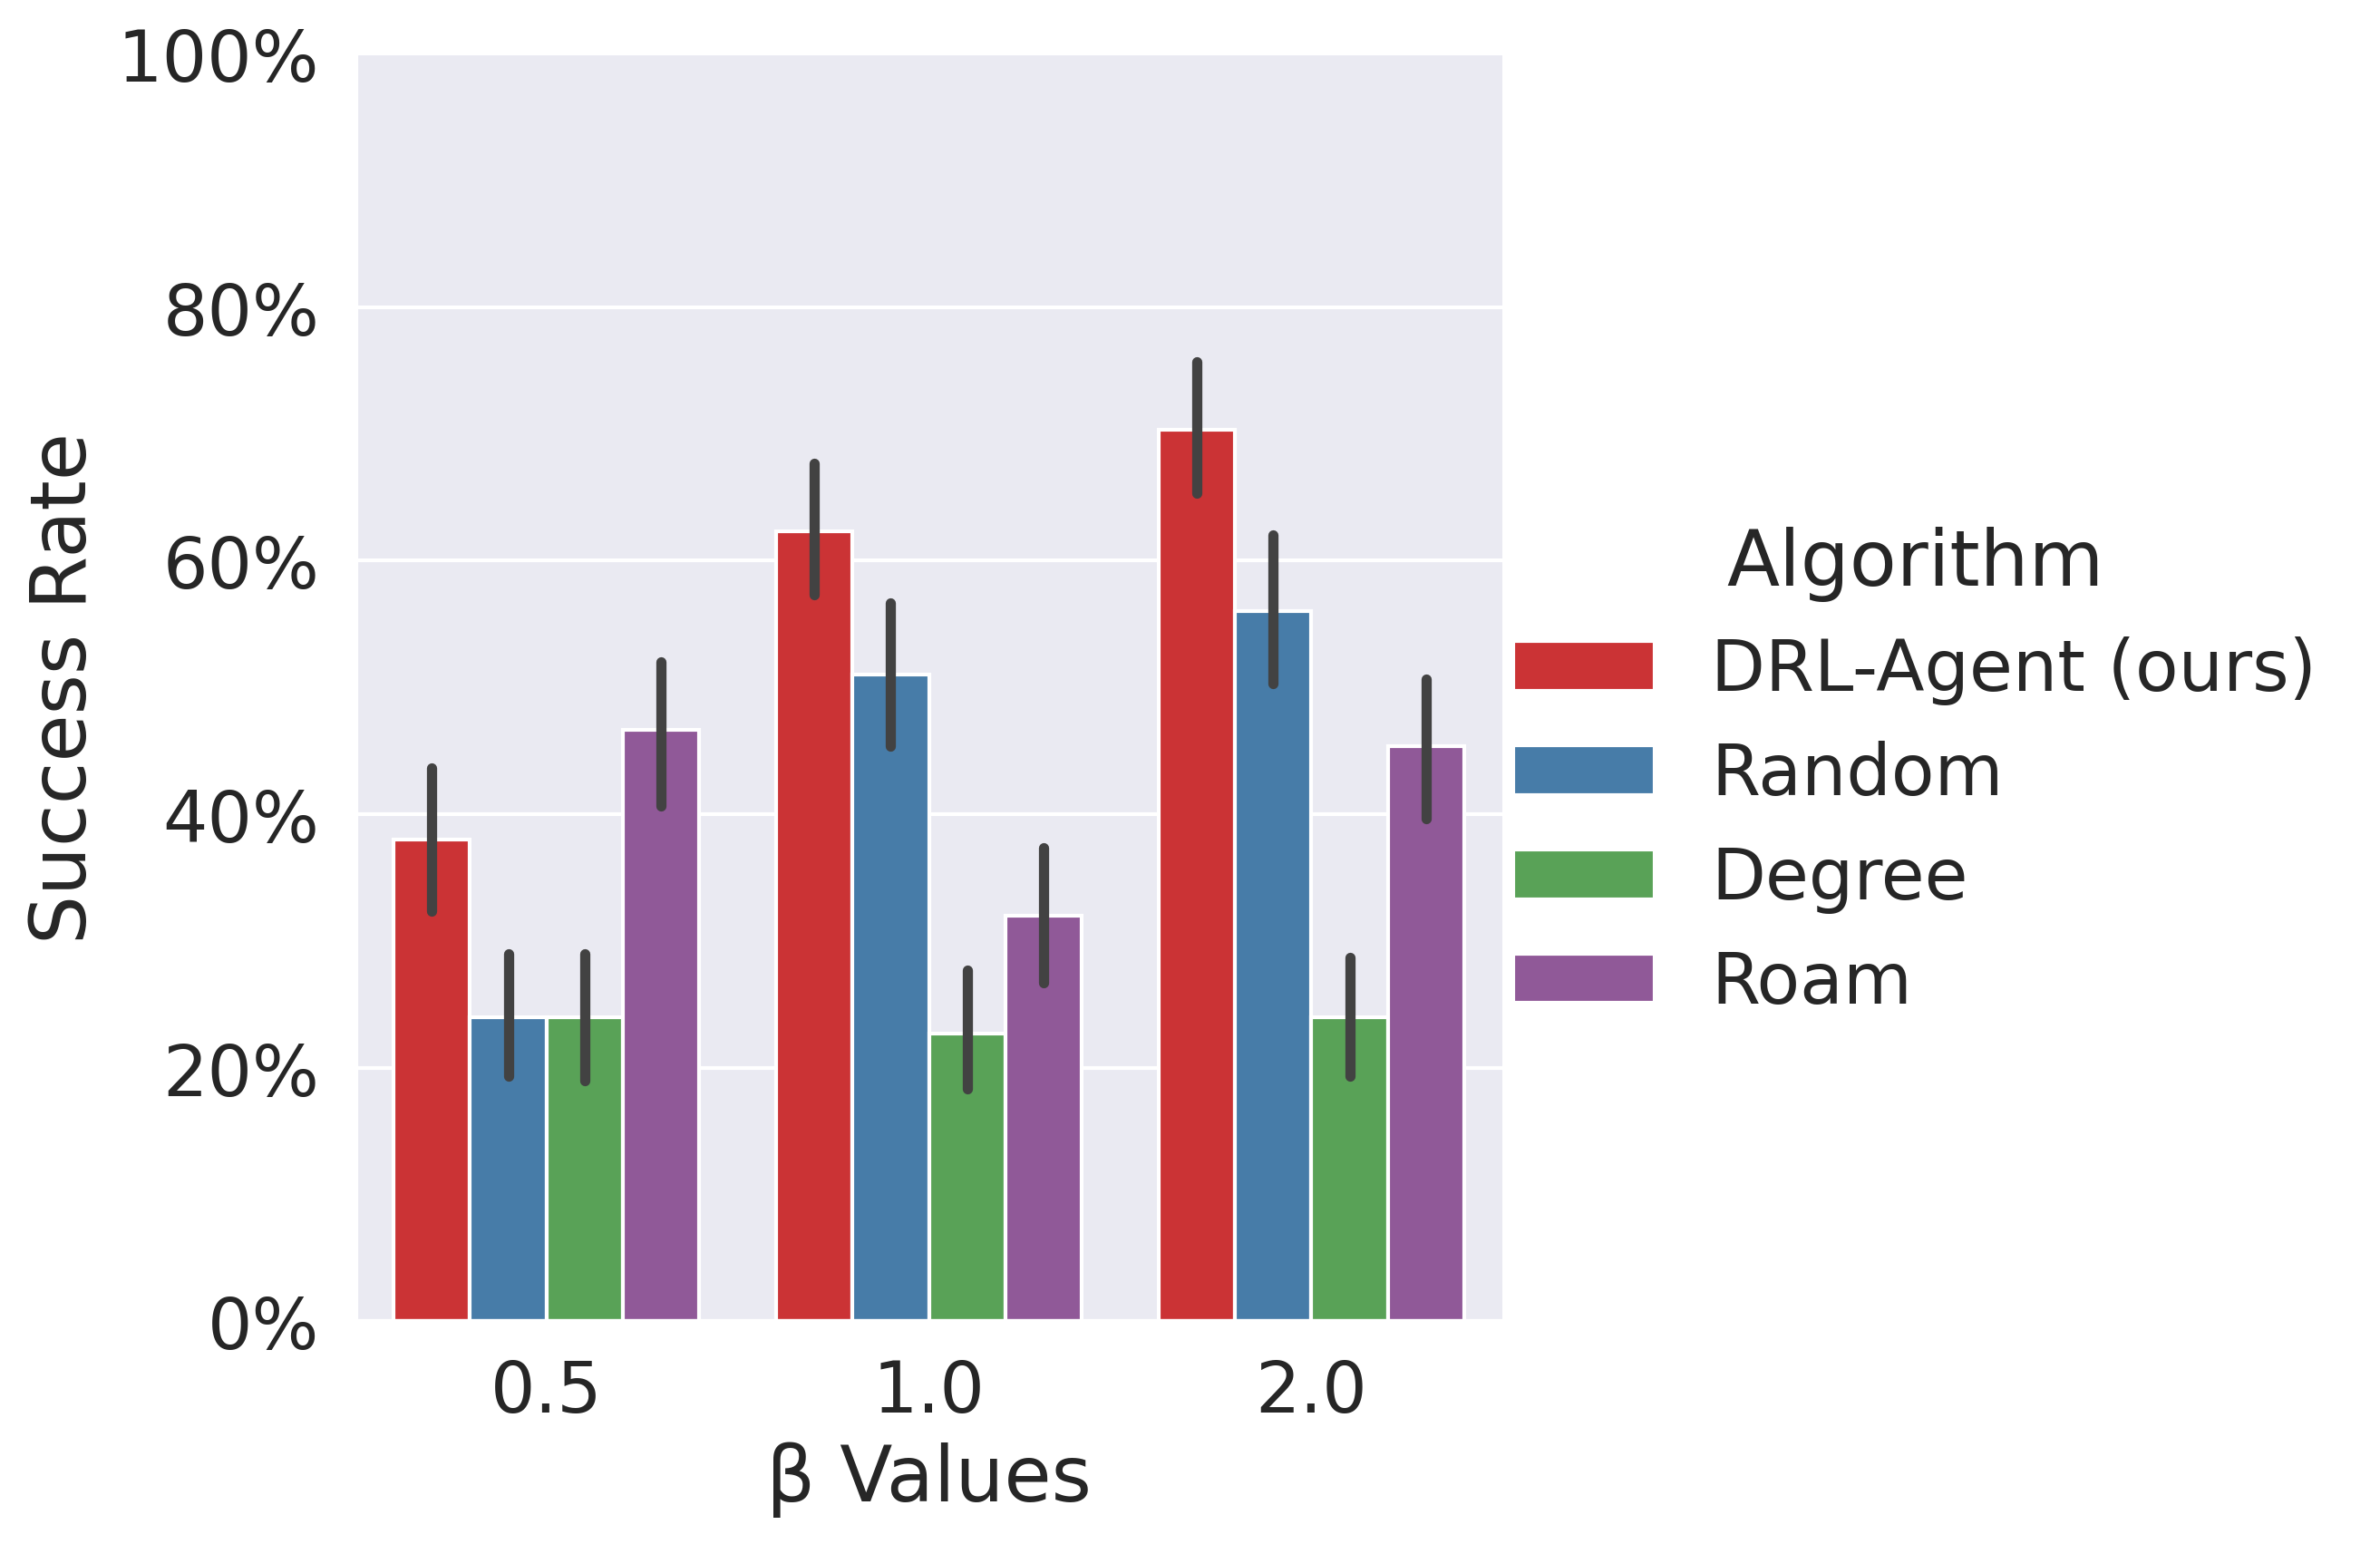 100%
80%
60%
40%
20%
0%
Success Rate
0.5 1.0 2.0
β Values
Algorithm
DRL-Agent (ours)
Random
Degree
Roam